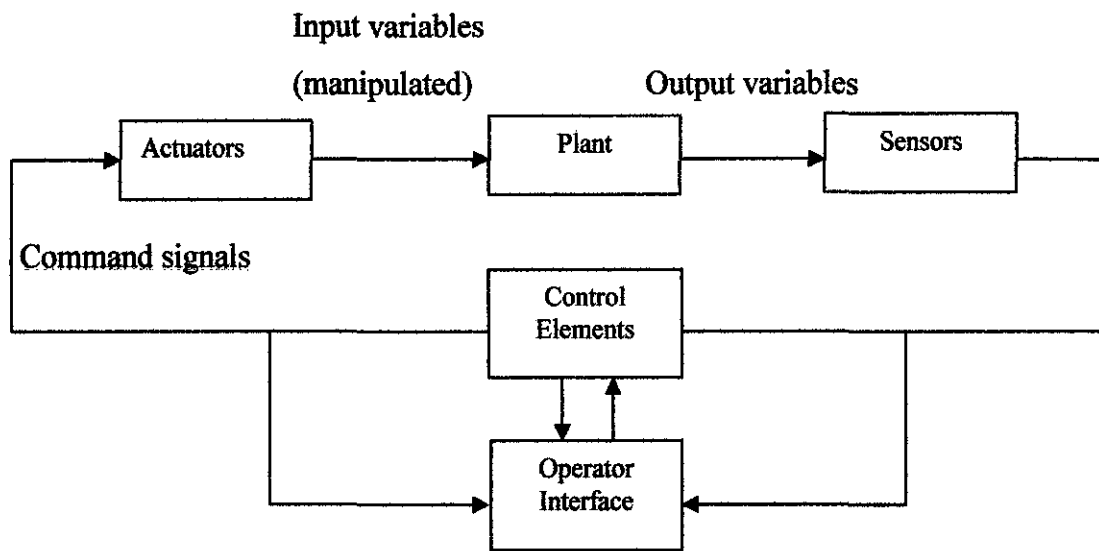 Input variables
(manipulated)
Output variables
Actuators
Plant
Sensors
Command signals
Control
Elements
Operator
Interface